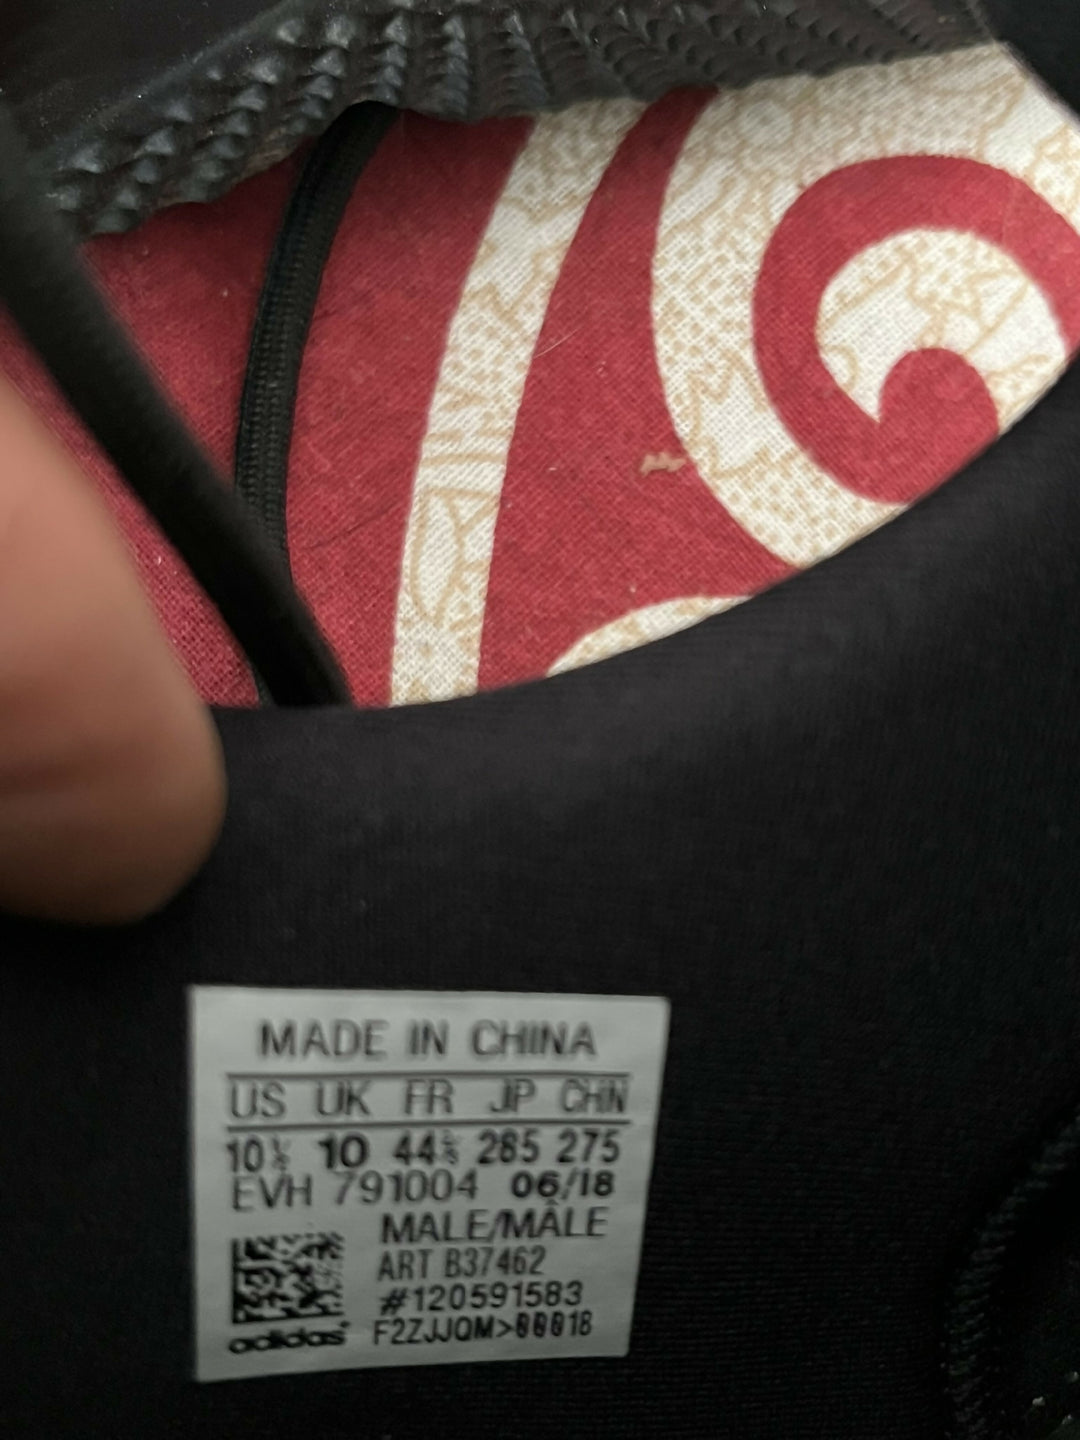 MADE IN CHINA
US UK FR JP CHN
10½ 10 44⅔ 285 275
EVH 791004 06/18
MALE/MÂLE
ART B37462
#120591583
adidas F2ZJJQM>00018